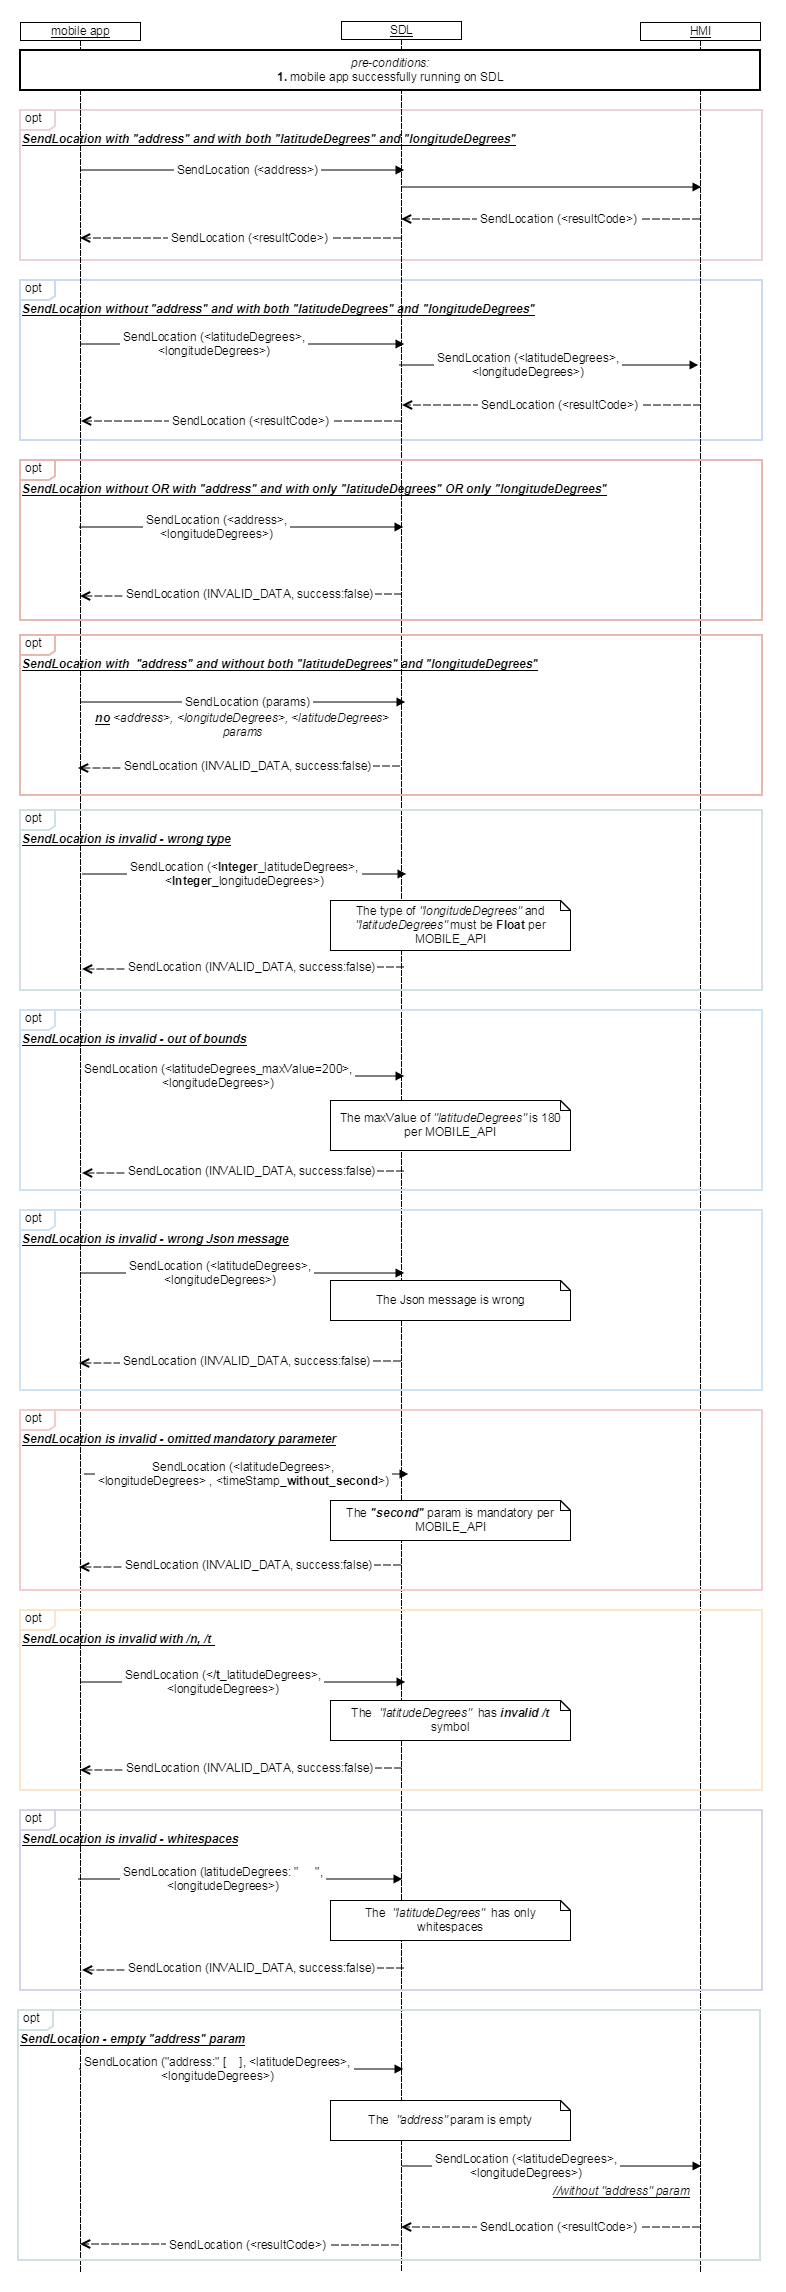 mobile app
SDL
HMI
pre-conditions:
1. mobile app successfully running on SDL
opt
SendLocation with "address" and with both "latitudeDegrees" and "longitudeDegrees"
SendLocation (<address>)
SendLocation (<resultCode>)
SendLocation (<resultCode>)
opt
SendLocation without "address" and with both "latitudeDegrees" and "longitudeDegrees"
SendLocation (<latitudeDegrees>,
<longitudeDegrees>)
SendLocation (<latitudeDegrees>,
<longitudeDegrees>)
SendLocation (<resultCode>)
SendLocation (<resultCode>)
opt
SendLocation without OR with "address" and with only "latitudeDegrees" OR only "longitudeDegrees"
SendLocation (<address>,
<longitudeDegrees>)
SendLocation (INVALID_DATA, success:false)
opt
SendLocation with  "address" and without both "latitudeDegrees" and "longitudeDegrees"
SendLocation (params)
no <address>, <longitudeDegrees>, <latitudeDegrees>
params
SendLocation (INVALID_DATA, success:false)
opt
SendLocation is invalid - wrong type
SendLocation (<Integer_latitudeDegrees>,
<Integer_longitudeDegrees>)
The type of "longitudeDegrees" and
"latitudeDegrees" must be Float per
MOBILE_API
SendLocation (INVALID_DATA, success:false)
opt
SendLocation is invalid - out of bounds
SendLocation (<latitudeDegrees_maxValue=200>,
<longitudeDegrees>)
The maxValue of "latitudeDegrees" is 180
per MOBILE_API
SendLocation (INVALID_DATA, success:false)
opt
SendLocation is invalid - wrong Json message
SendLocation (<latitudeDegrees>,
<longitudeDegrees>)
The Json message is wrong
SendLocation (INVALID_DATA, success:false)
opt
SendLocation is invalid - omitted mandatory parameter
SendLocation (<latitudeDegrees>,
<longitudeDegrees> , <timeStamp_without_second>)
The "second" param is mandatory per
MOBILE_API
SendLocation (INVALID_DATA, success:false)
opt
SendLocation is invalid with /n, /t
SendLocation (</t_latitudeDegrees>,
<longitudeDegrees>)
The  "latitudeDegrees"  has invalid /t
symbol
SendLocation (INVALID_DATA, success:false)
opt
SendLocation is invalid - whitespaces
SendLocation (latitudeDegrees: "     ",
<longitudeDegrees>)
The  "latitudeDegrees"  has only
whitespaces
SendLocation (INVALID_DATA, success:false)
opt
SendLocation - empty "address" param
SendLocation ("address:" [    ], <latitudeDegrees>,
<longitudeDegrees>)
The  "address" param is empty
SendLocation (<latitudeDegrees>,
<longitudeDegrees>)
//without "address" param
SendLocation (<resultCode>)
SendLocation (<resultCode>)